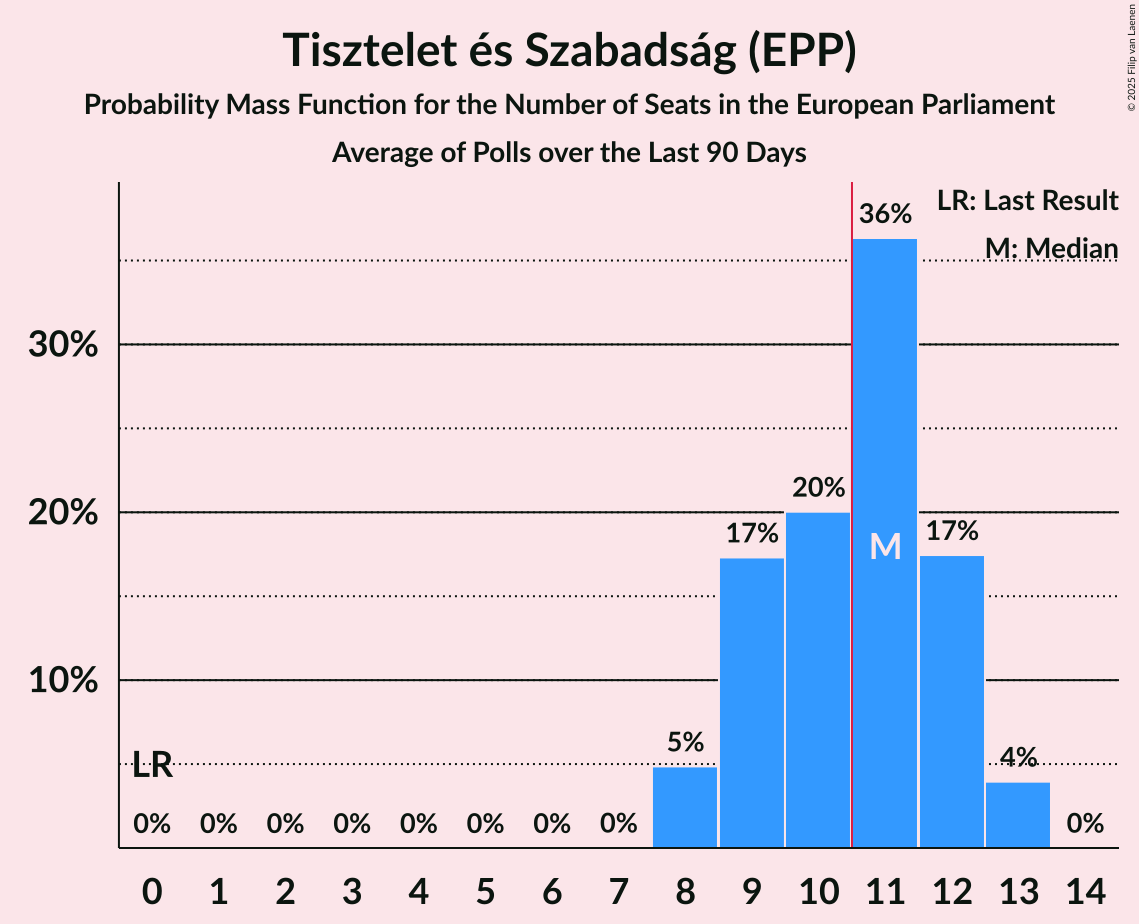 Tisztelet és Szabadság (EPP)
Probability Mass Function for the Number of Seats in the European Parliament
Average of Polls over the Last 90 Days
© 2025 Filip van Laenen
LR: Last Result
M: Median
36%
30%
20%
20%
17%
17%
M
10%
5%
4%
LR
0% 0% 0% 0% 0% 0% 0% 0% 0%
0 1 2 3 4 5 6 7 8 9 10 11 12 13 14